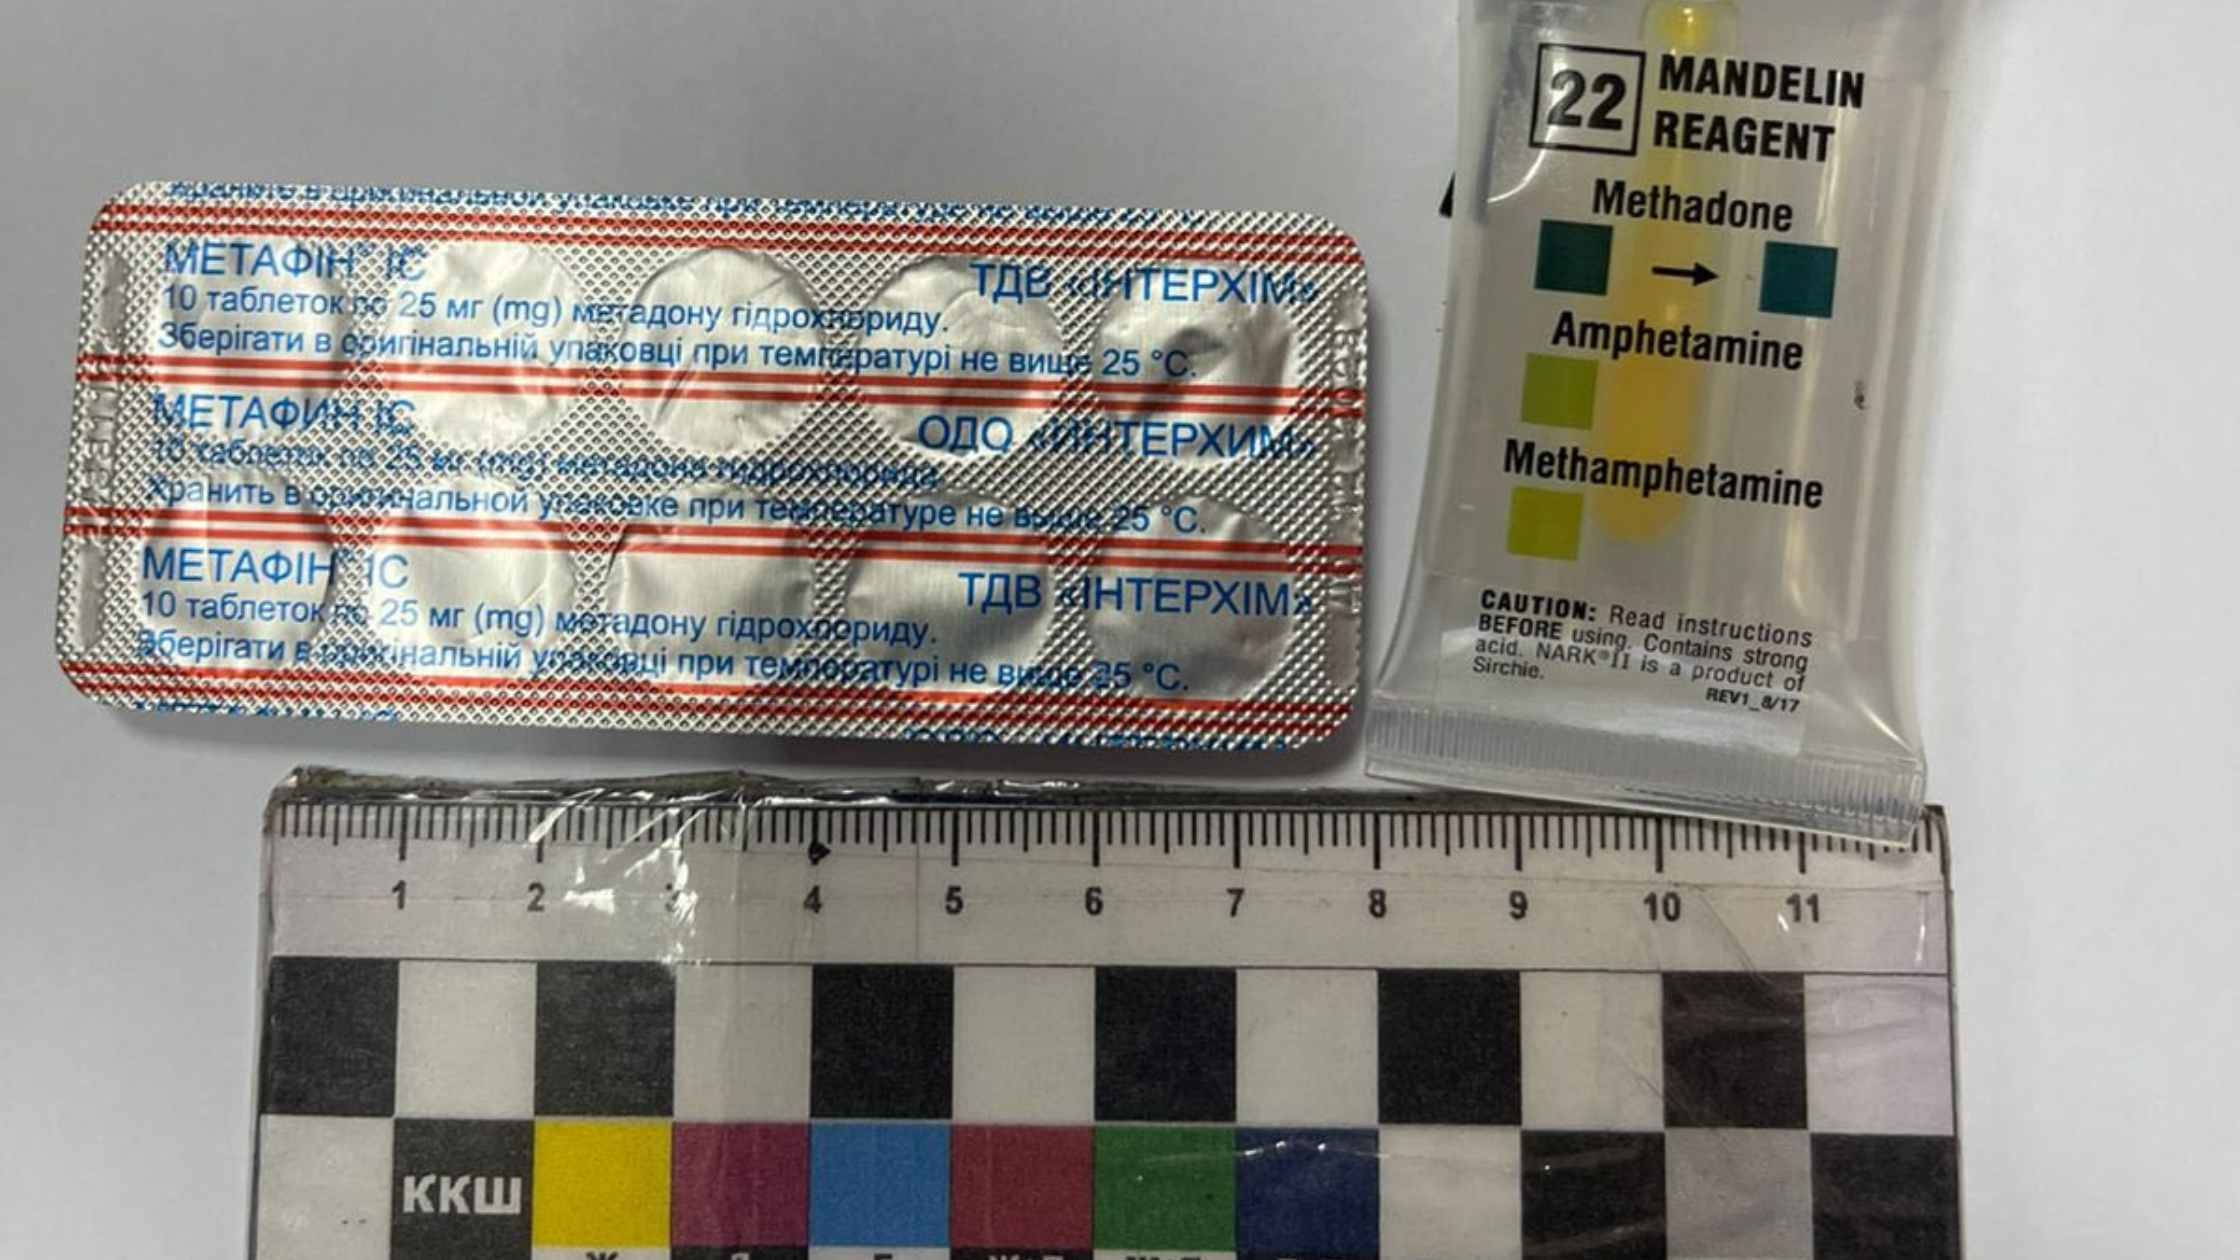 МЕТАФІН® ІС
ТДВ «ІНТЕРХІМ»
10 таблеток по 25 мг (mg) метадону гідрохлориду.
Зберігати в оригінальній упаковці при температурі не вище 25 °C.
МЕТАФИН IC
ОДО «ИНТЕРХИМ»
10 таблеток по 25 мг (mg) метадона гидрохлорида.
Хранить в оригинальной упаковке при температуре не выше 25 °C.
МЕТАФІН® ІС
ТДВ «ІНТЕРХІМ»
10 таблеток по 25 мг (mg) метадону гідрохлориду.
Зберігати в оригінальній упаковці при температурі не вище 25 °C.
22 MANDELIN
REAGENT
Methadone
Amphetamine
Methamphetamine
CAUTION: Read instructions
BEFORE using. Contains strong
acid. NARK®II is a product of
Sirchie.
REV1_8/17
1 2 3 4 5 6 7 8 9 10 11
ККШ